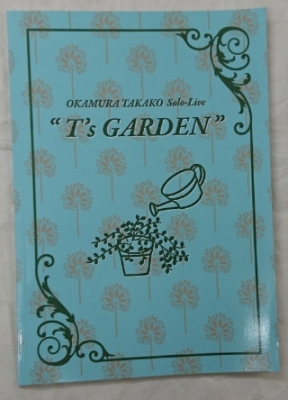 OKAMURA TAKAKO Solo-Live
“T's GARDEN”